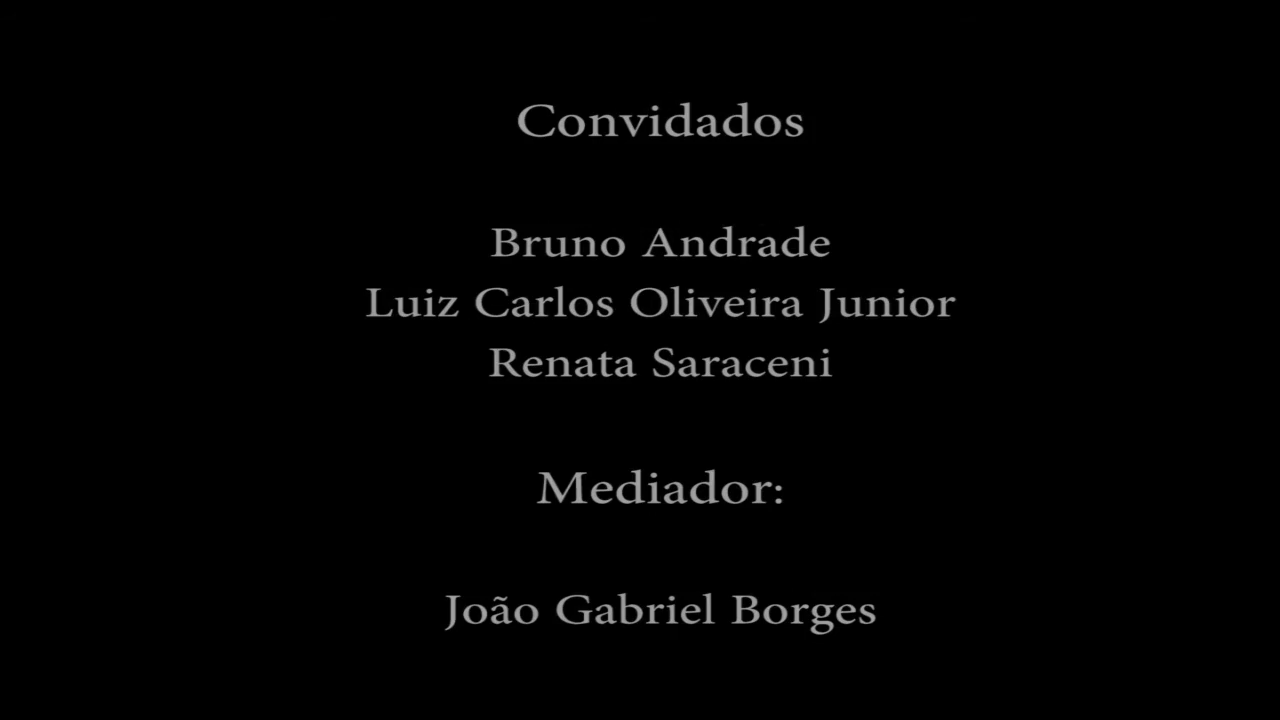 Convidados
Bruno Andrade
Luiz Carlos Oliveira Junior
Renata Saraceni
Mediador:
João Gabriel Borges